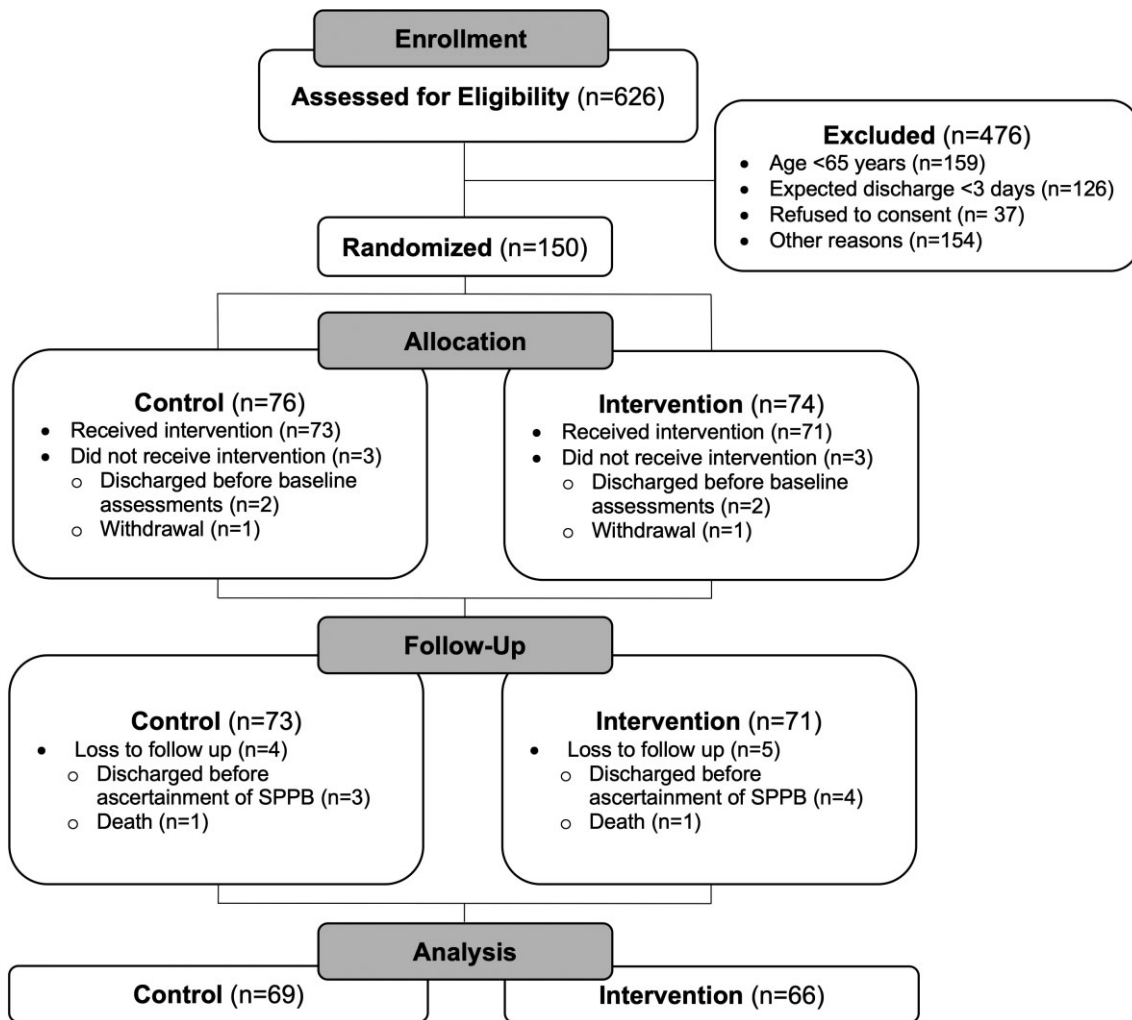 Enrollment
Assessed for Eligibility (n=626)
Excluded (n=476)
• Age <65 years (n=159)
• Expected discharge <3 days (n=126)
• Refused to consent (n= 37)
• Other reasons (n=154)
Randomized (n=150)
Allocation
Control (n=76)
• Received intervention (n=73)
• Did not receive intervention (n=3)
o Discharged before baseline
assessments (n=2)
o Withdrawal (n=1)
Intervention (n=74)
• Received intervention (n=71)
• Did not receive intervention (n=3)
o Discharged before baseline
assessments (n=2)
o Withdrawal (n=1)
Follow-Up
Control (n=73)
• Loss to follow up (n=4)
o Discharged before
ascertainment of SPPB (n=3)
o Death (n=1)
Intervention (n=71)
• Loss to follow up (n=5)
o Discharged before
ascertainment of SPPB (n=4)
o Death (n=1)
Analysis
Control (n=69)
Intervention (n=66)